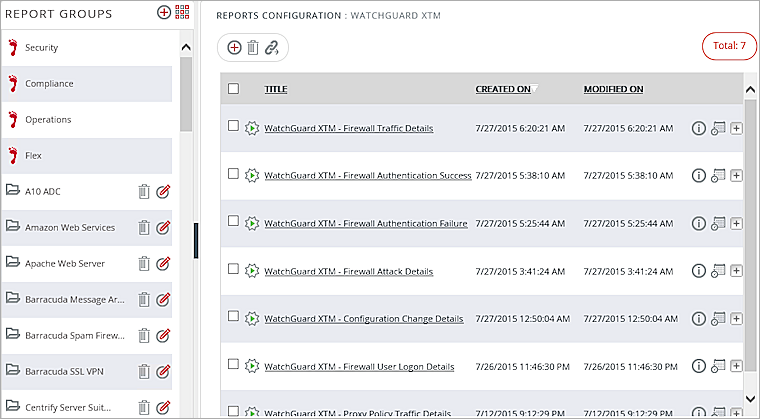 REPORT GROUPS
Security
Compliance
Operations
Flex
A10 ADC
Amazon Web Services
Apache Web Server
Barracuda Message Ar...
Barracuda Spam Firew...
Barracuda SSL VPN
Centrify Server Suit...
REPORTS CONFIGURATION : WATCHGUARD XTM
Total: 7
TITLE CREATED ON MODIFIED ON
WatchGuard XTM - Firewall Traffic Details 7/27/2015 6:20:21 AM 7/27/2015 6:20:21 AM
WatchGuard XTM - Firewall Authentication Success 7/27/2015 5:38:10 AM 7/27/2015 5:38:10 AM
WatchGuard XTM - Firewall Authentication Failure 7/27/2015 5:25:44 AM 7/27/2015 5:25:44 AM
WatchGuard XTM - Firewall Attack Details 7/27/2015 3:41:24 AM 7/27/2015 3:41:24 AM
WatchGuard XTM - Configuration Change Details 7/27/2015 12:50:04 AM 7/27/2015 12:50:04 AM
WatchGuard XTM - Firewall User Logon Details 7/26/2015 11:46:30 PM 7/26/2015 11:46:30 PM
WatchGuard XTM - Proxy Policy Traffic Details 7/12/2015 9:12:29 PM 7/12/2015 9:12:29 PM